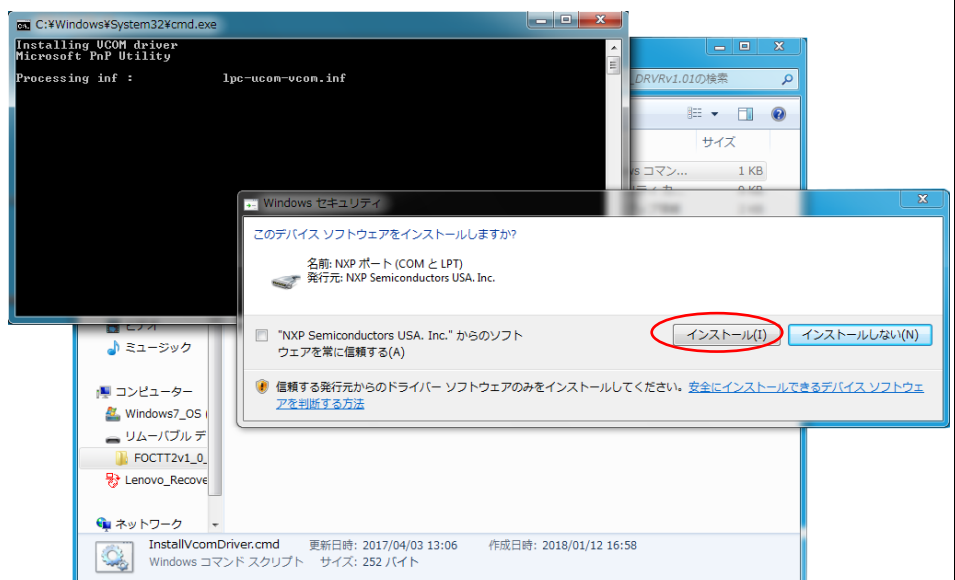 C:¥Windows¥System32¥cmd.exe
Installing UCOM driver
Microsoft PnP Utility
Processing inf : lpc-ucom-vcom.inf
_DRVRv1.01の検索
サイズ
ws コマン... 1 KB
Windows セキュリティ
このデバイス ソフトウェアをインストールしますか?
名前: NXP ポート (COM と LPT)
発行元: NXP Semiconductors USA. Inc.
"NXP Semiconductors USA. Inc." からのソフト
ウェアを常に信頼する(A)
インストール(I)
インストールしない(N)
信頼する発行元からのドライバー ソフトウェアのみをインストールしてください。安全にインストールできるデバイス ソフトウェ
アを判断する方法
ビデオ
ミュージック
コンピューター
Windows7_OS (
リムーバブル デ
FOCTT2v1_0_
Lenovo_Recove
ネットワーク
InstallVcomDriver.cmd 更新日時: 2017/04/03 13:06 作成日時: 2018/01/12 16:58
Windows コマンド スクリプト サイズ: 252 バイト